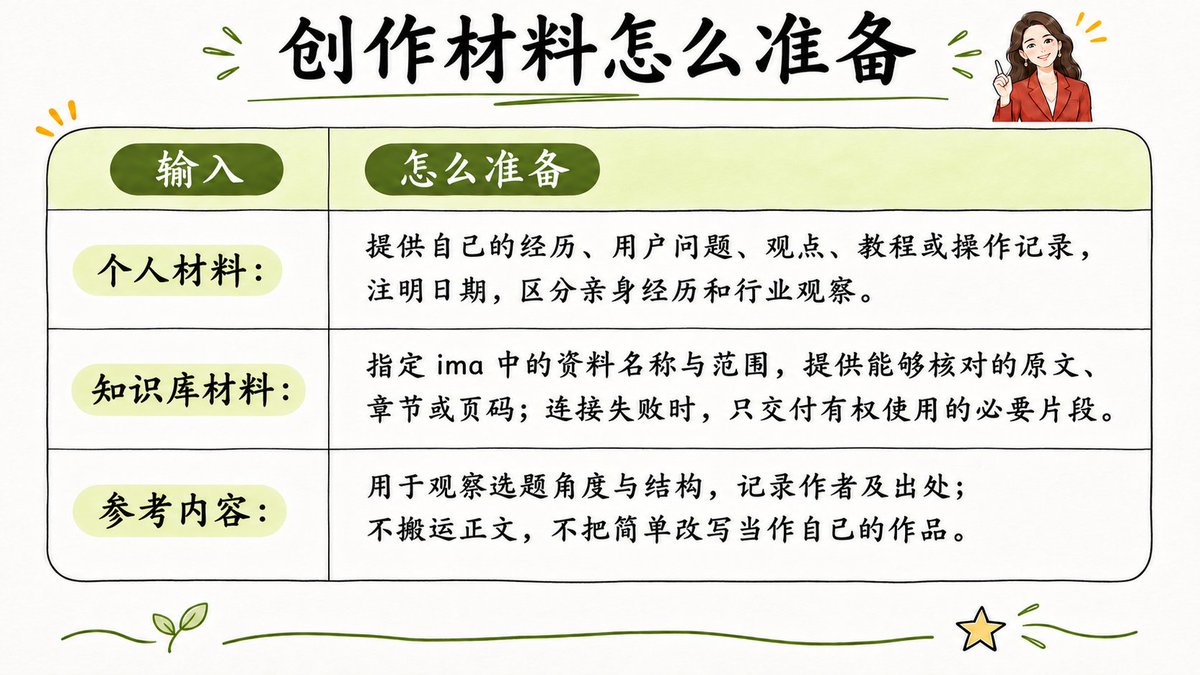 创作材料怎么准备
输入
怎么准备
个人材料：
提供自己的经历、用户问题、观点、教程或操作记录，
注明日期，区分亲身经历和行业观察。
知识库材料：
指定 ima 中的资料名称与范围，提供能够核对的原文、
章节或页码；连接失败时，只交付有权使用的必要片段。
参考内容：
用于观察选题角度与结构，记录作者及出处；
不搬运正文，不把简单改写当作自己的作品。